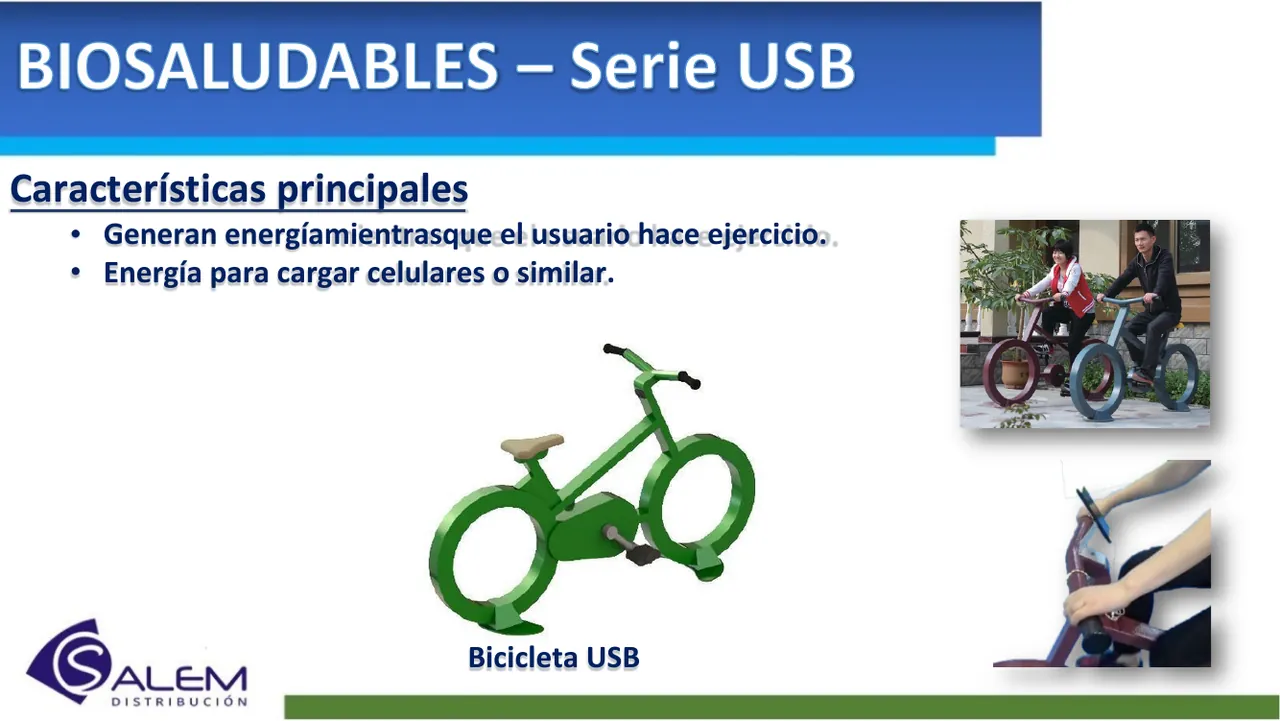 BIOSALUDABLES – Serie USB
Características principales
• Generan energíamientrasque el usuario hace ejercicio.
• Energía para cargar celulares o similar.
Bicicleta USB
SALEM
DISTRIBUCIÓN